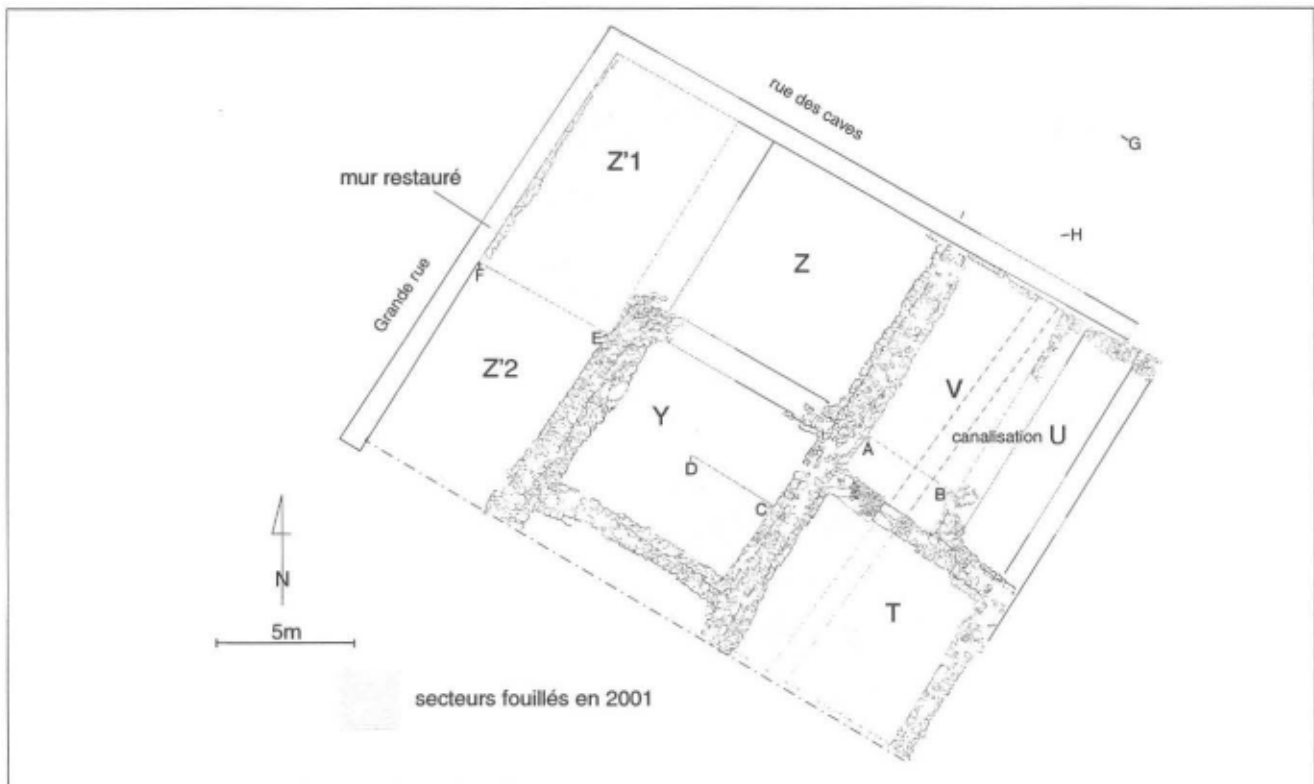 rue des caves
G
Z'1
mur restauré
H
Z
F
Grande rue
E
Z'2
V
Y
canalisation U
A
D
B
C
N
T
5m
secteurs fouillés en 2001